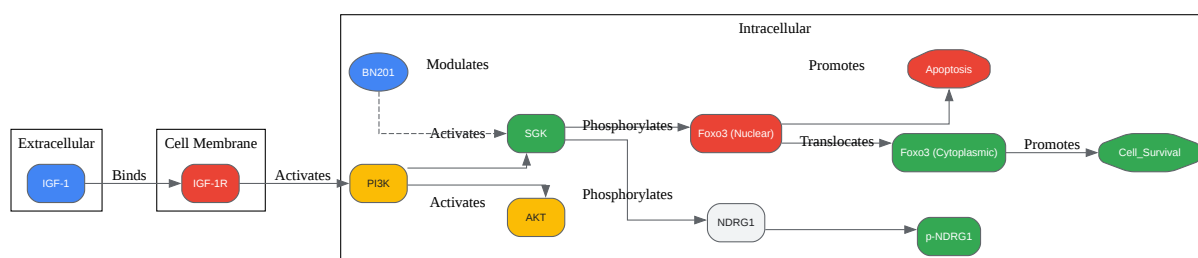 Intracellular
BN201
Modulates
Promotes
Apoptosis
Extracellular
Cell Membrane
Activates
SGK
Phosphorylates
Foxo3 (Nuclear)
Translocates
Foxo3 (Cytoplasmic)
Promotes
Cell_Survival
IGF-1
Binds
IGF-1R
Activates
PI3K
Activates
AKT
Phosphorylates
NDRG1
p-NDRG1